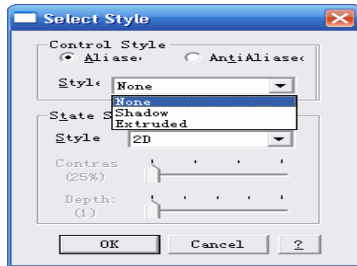 Select Style
Control Style
Aliase
AntiAliase
Style
None
None
Shadow
Extruded
State S
Style
2D
Contras
(25%)
Depth:
(1)
OK
Cancel
?